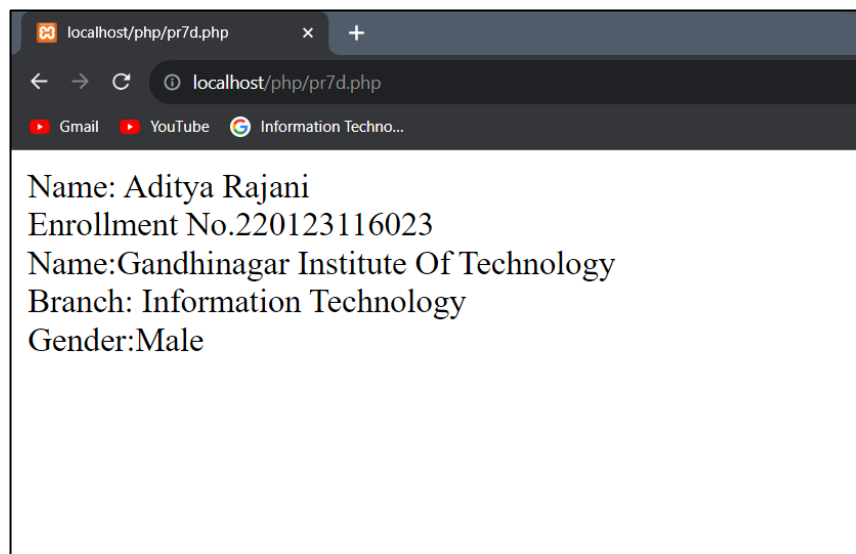 localhost/php/pr7d.php
localhost/php/pr7d.php
Gmail YouTube Information Techno...
Name: Aditya Rajani
Enrollment No.220123116023
Name:Gandhinagar Institute Of Technology
Branch: Information Technology
Gender:Male